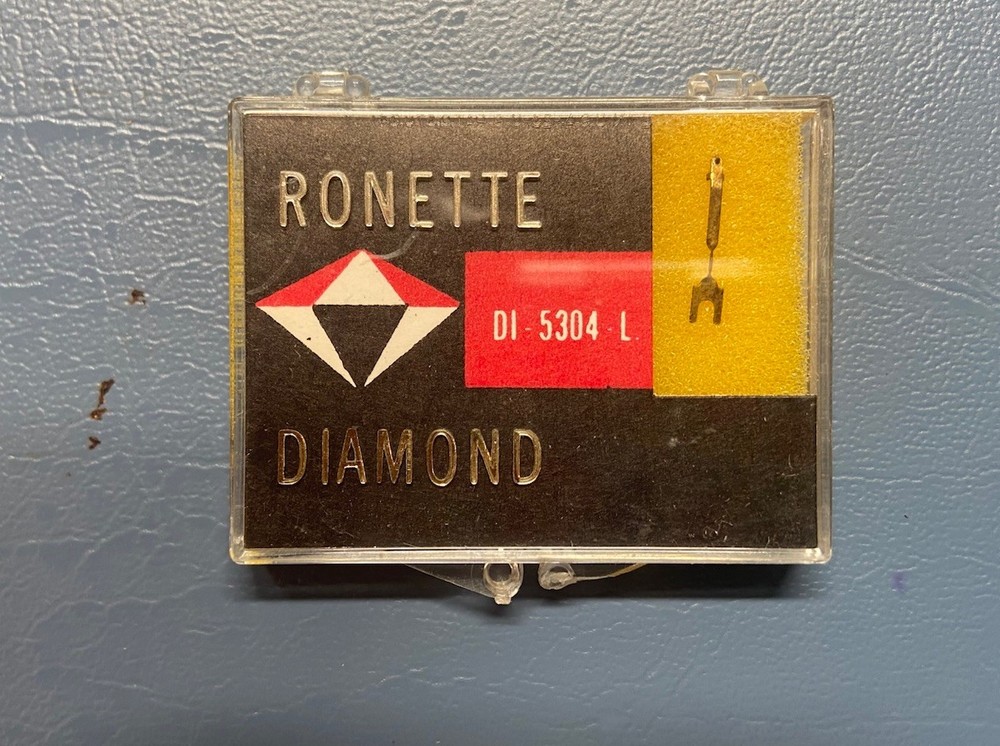 RONETTE
DI - 5304 - L
DIAMOND